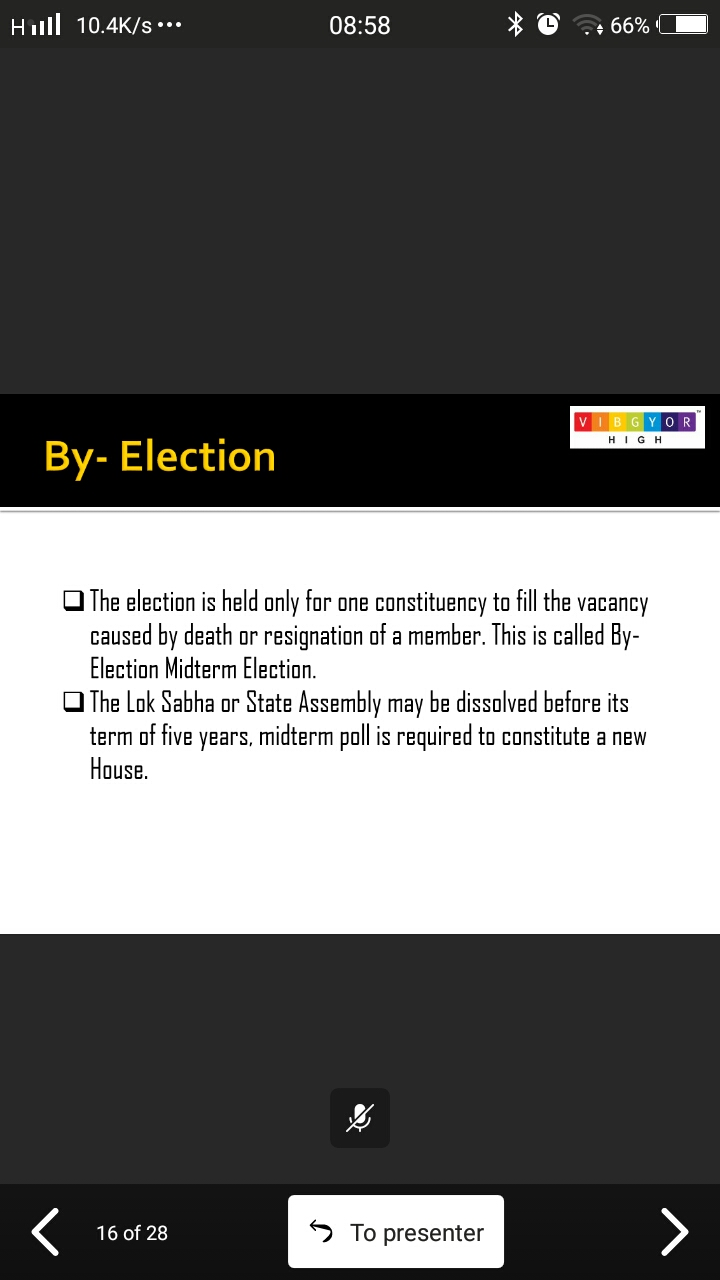 H 10.4K/s ••• 08:58 66%
By- Election
VIBGYOR™
HIGH
❑ The election is held only for one constituency to fill the vacancy
caused by death or resignation of a member. This is called By-
Election Midterm Election.
❑ The Lok Sabha or State Assembly may be dissolved before its
term of five years, midterm poll is required to constitute a new
House.
16 of 28 To presenter